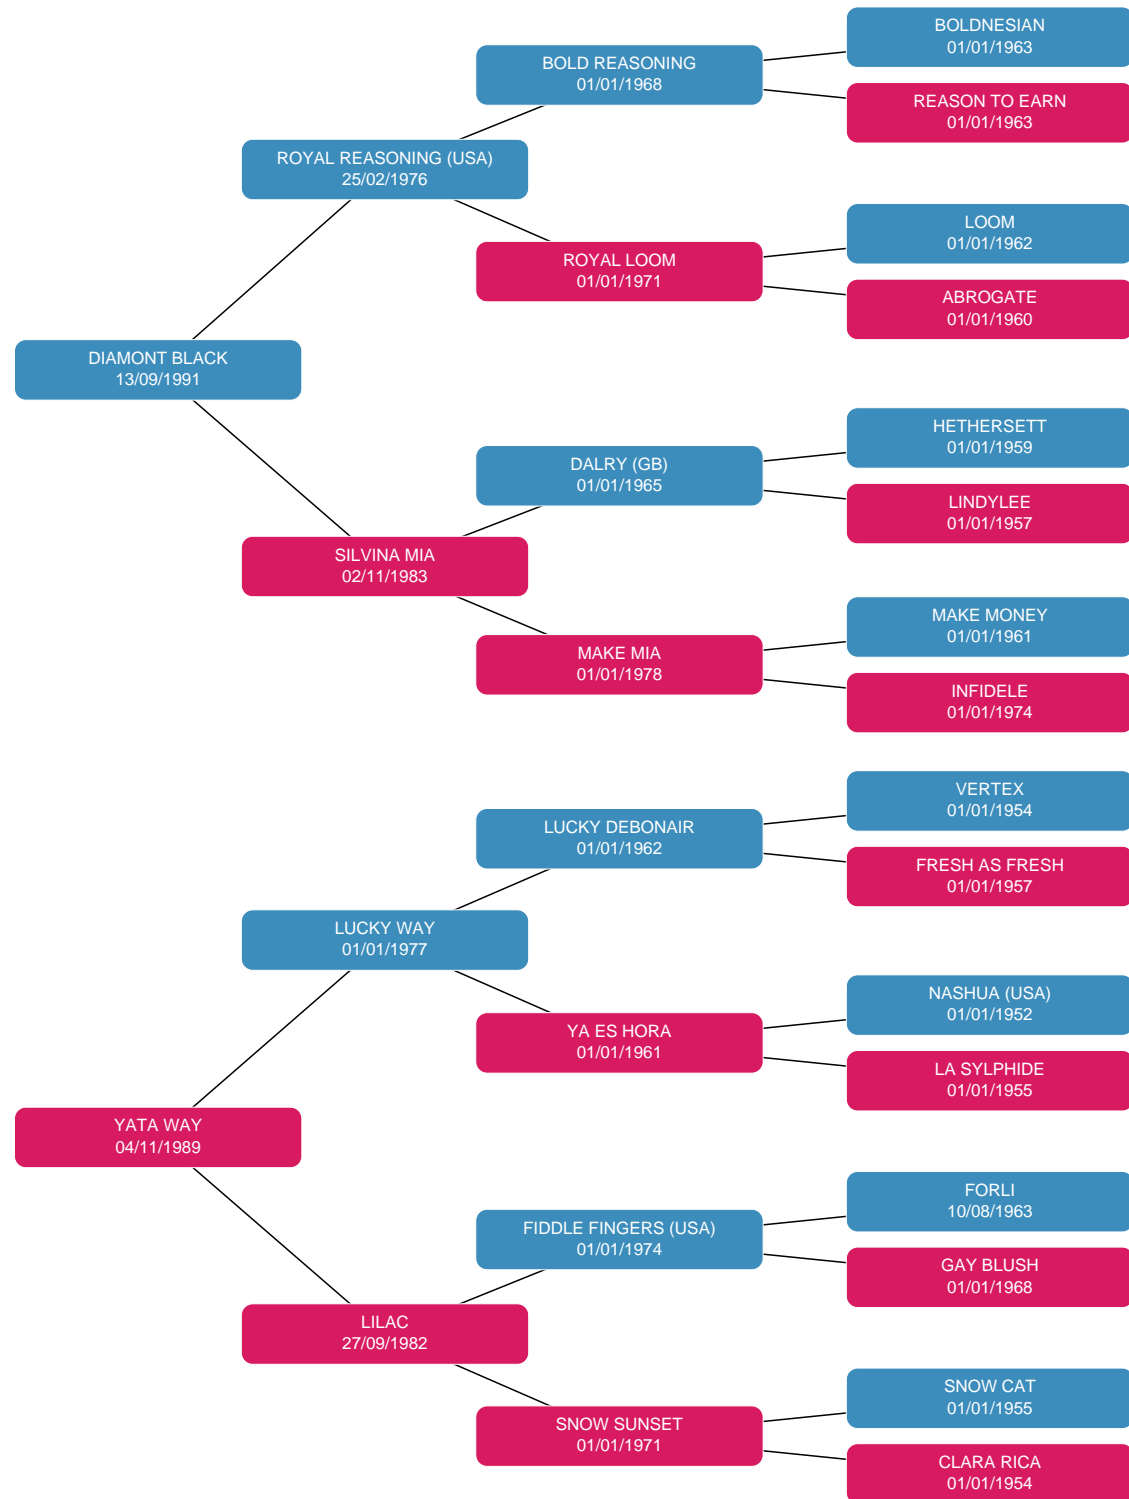 BOLDNESIAN
01/01/1963
BOLD REASONING
01/01/1968
REASON TO EARN
01/01/1963
ROYAL REASONING (USA)
25/02/1976
LOOM
01/01/1962
ROYAL LOOM
01/01/1971
ABROGATE
01/01/1960
DIAMONT BLACK
13/09/1991
HETHERSETT
01/01/1959
DALRY (GB)
01/01/1965
LINDYLEE
01/01/1957
SILVINA MIA
02/11/1983
MAKE MONEY
01/01/1961
MAKE MIA
01/01/1978
INFIDELE
01/01/1974
VERTEX
01/01/1954
LUCKY DEBONAIR
01/01/1962
FRESH AS FRESH
01/01/1957
LUCKY WAY
01/01/1977
NASHUA (USA)
01/01/1952
YA ES HORA
01/01/1961
LA SYLPHIDE
01/01/1955
YATA WAY
04/11/1989
FORLI
10/08/1963
FIDDLE FINGERS (USA)
01/01/1974
GAY BLUSH
01/01/1968
LILAC
27/09/1982
SNOW CAT
01/01/1955
SNOW SUNSET
01/01/1971
CLARA RICA
01/01/1954